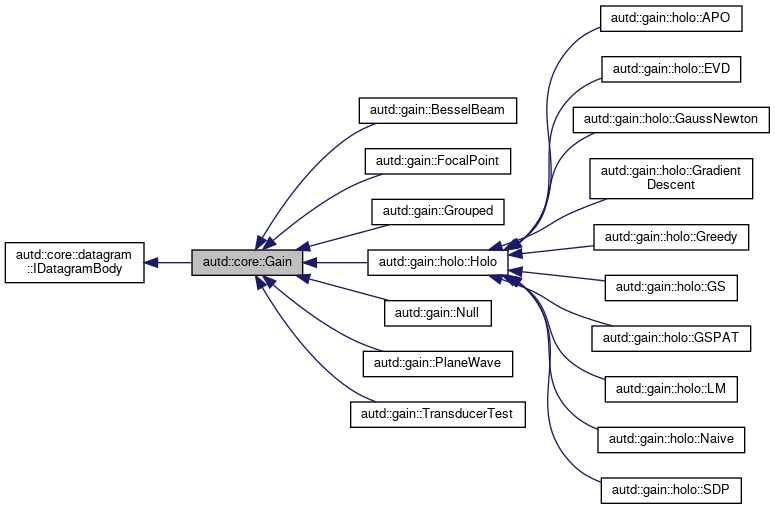 autd::core::datagram
::IDatagramBody
autd::core::Gain
autd::gain::BesselBeam
autd::gain::FocalPoint
autd::gain::Grouped
autd::gain::holo::Holo
autd::gain::Null
autd::gain::PlaneWave
autd::gain::TransducerTest
autd::gain::holo::APO
autd::gain::holo::EVD
autd::gain::holo::GaussNewton
autd::gain::holo::Gradient
Descent
autd::gain::holo::Greedy
autd::gain::holo::GS
autd::gain::holo::GSPAT
autd::gain::holo::LM
autd::gain::holo::Naive
autd::gain::holo::SDP